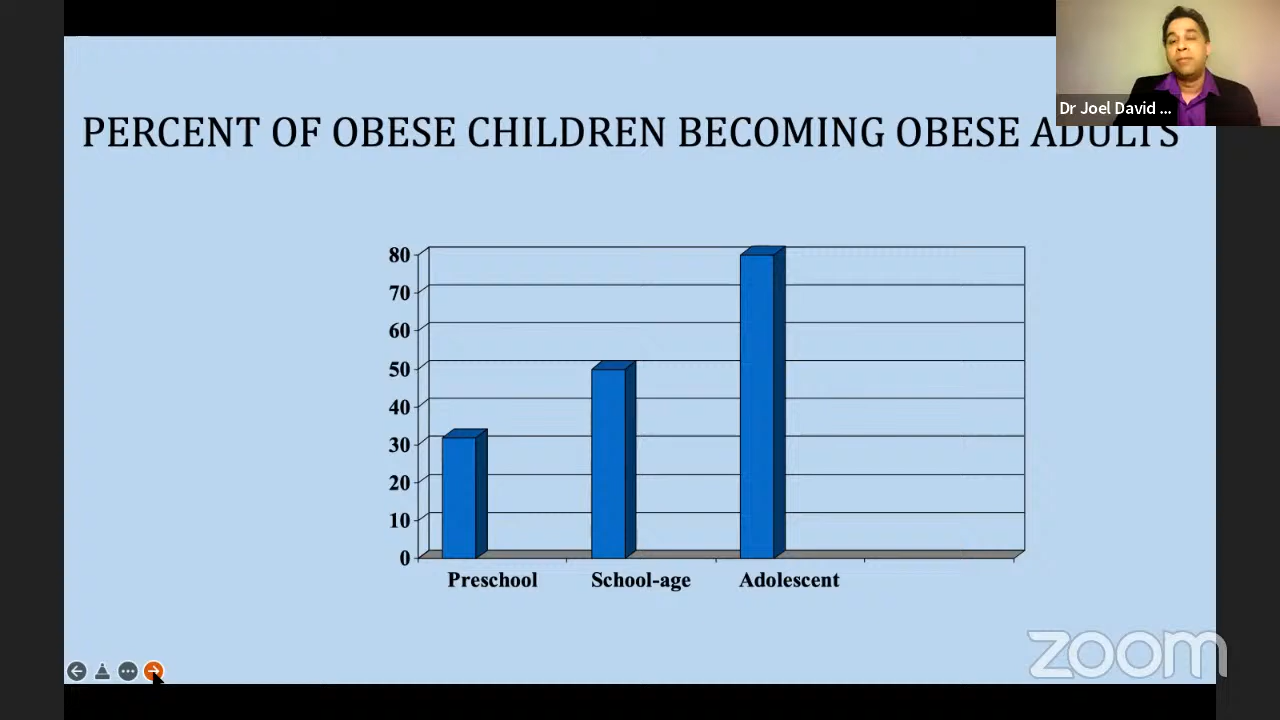 Dr Joel David ...
PERCENT OF OBESE CHILDREN BECOMING OBESE ADULTS
80
70
60
50
40
30
20
10
0
Preschool School-age Adolescent
zoom